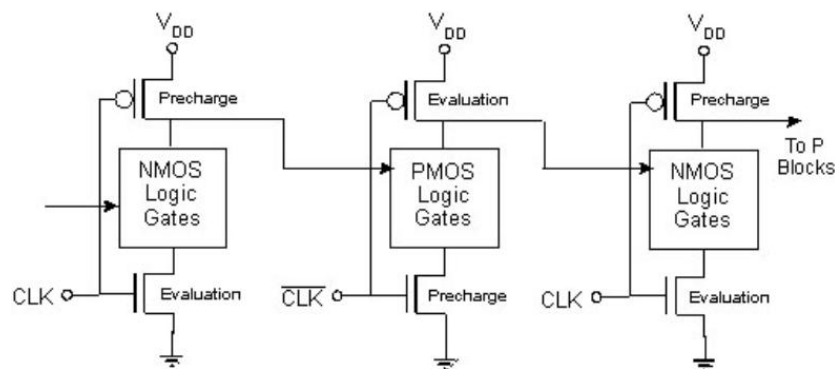 VDD
Precharge
NMOS
Logic
Gates
CLK
Evaluation
VDD
Evaluation
PMOS
Logic
Gates
CLK
Precharge
VDD
Precharge
To P
Blocks
NMOS
Logic
Gates
CLK
Evaluation